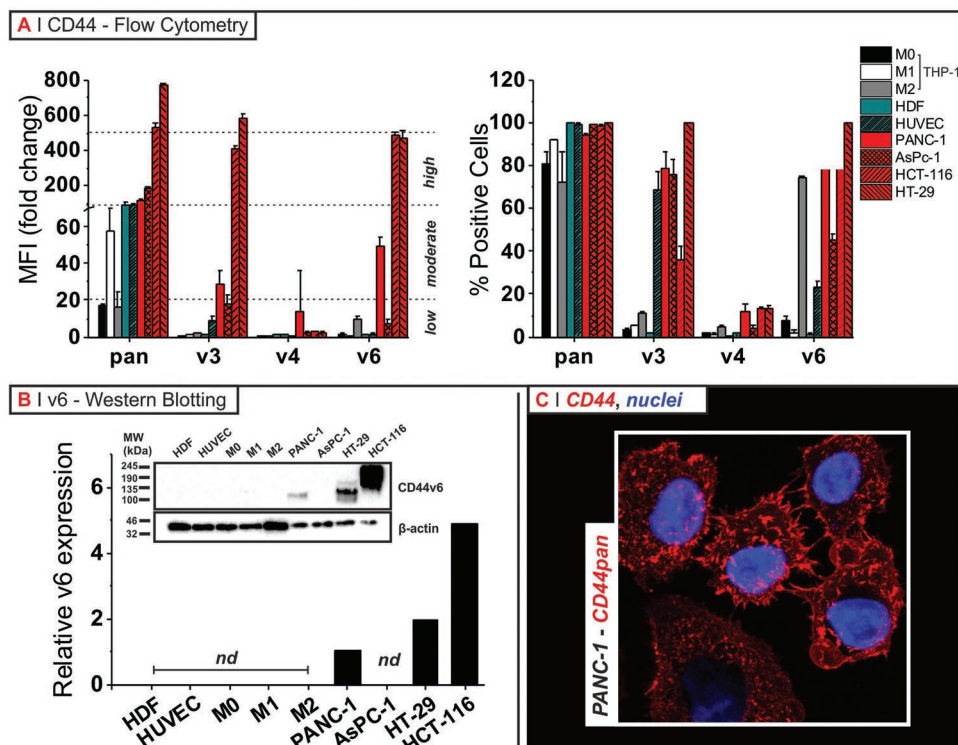 A I CD44 - Flow Cytometry
MFI (fold change)
800
600
400
200
60
40
20
0
high
moderate
low
pan v3 v4 v6
% Positive Cells
120
100
80
60
40
20
0
pan v3 v4 v6
M0
M1
M2
THP-1
HDF
HUVEC
PANC-1
AsPc-1
HCT-116
HT-29
B I v6 - Western Blotting
Relative v6 expression
6
4
2
0
MW
(kDa)
HDF HUVEC M0 M1 M2 PANC-1 AsPC-1 HT-29 HCT-116
245
190
135
100
CD44v6
46
32
β-actin
nd
nd
HDF HUVEC M0 M1 M2 PANC-1 AsPC-1 HT-29 HCT-116
C I CD44, nuclei
PANC-1 - CD44pan